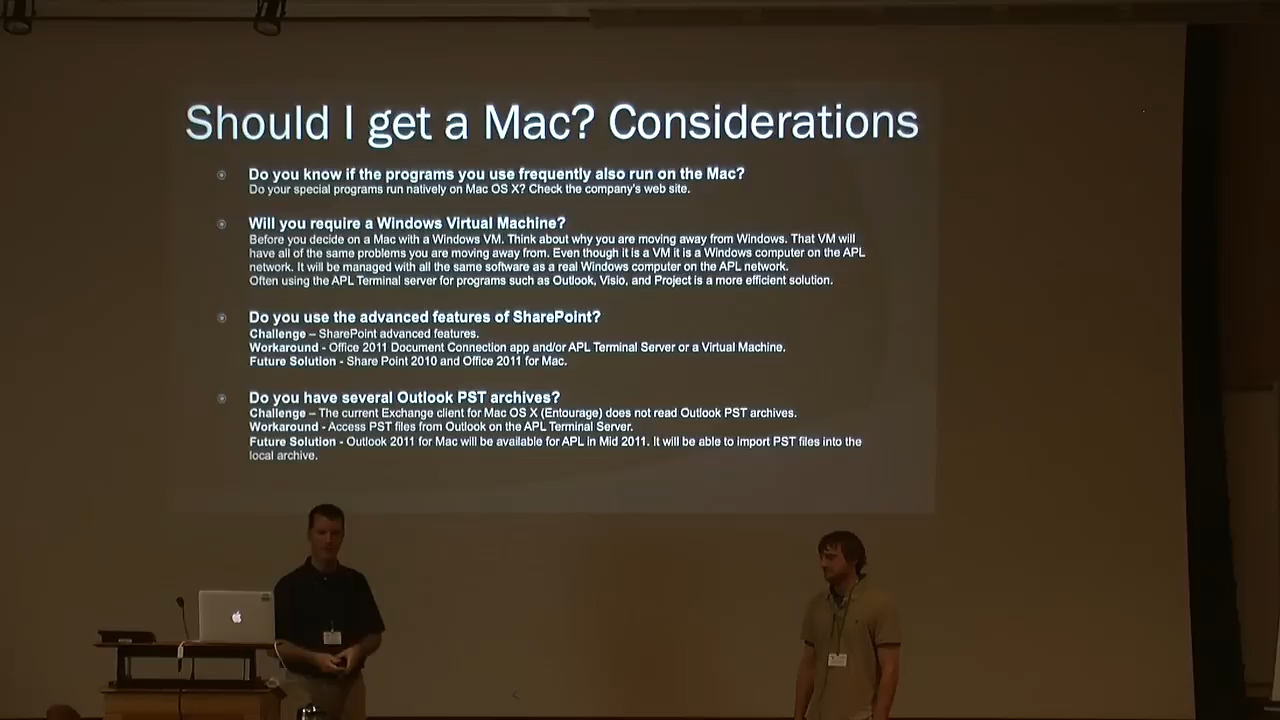 Should I get a Mac? Considerations
Do you know if the programs you use frequently also run on the Mac?
Do your special programs run natively on Mac OS X? Check the company's web site.
Will you require a Windows Virtual Machine?
Before you decide on a Mac with a Windows VM. Think about why you are moving away from Windows. That VM will
have all of the same problems you are moving away from. Even though it is a VM it is a Windows computer on the APL
network. It will be managed with all the same software as a real Windows computer on the APL network.
Often using the APL Terminal server for programs such as Outlook, Visio, and Project is a more efficient solution.
Do you use the advanced features of SharePoint?
Challenge – SharePoint advanced features.
Workaround - Office 2011 Document Connection app and/or APL Terminal Server or a Virtual Machine.
Future Solution - Share Point 2010 and Office 2011 for Mac.
Do you have several Outlook PST archives?
Challenge – The current Exchange client for Mac OS X (Entourage) does not read Outlook PST archives.
Workaround - Access PST files from Outlook on the APL Terminal Server.
Future Solution - Outlook 2011 for Mac will be available for APL in Mid 2011. It will be able to import PST files into the
local archive.